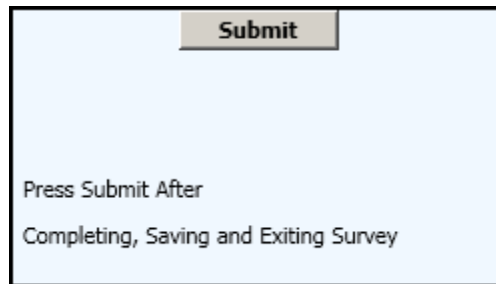 Submit
Press Submit After
Completing, Saving and Exiting Survey